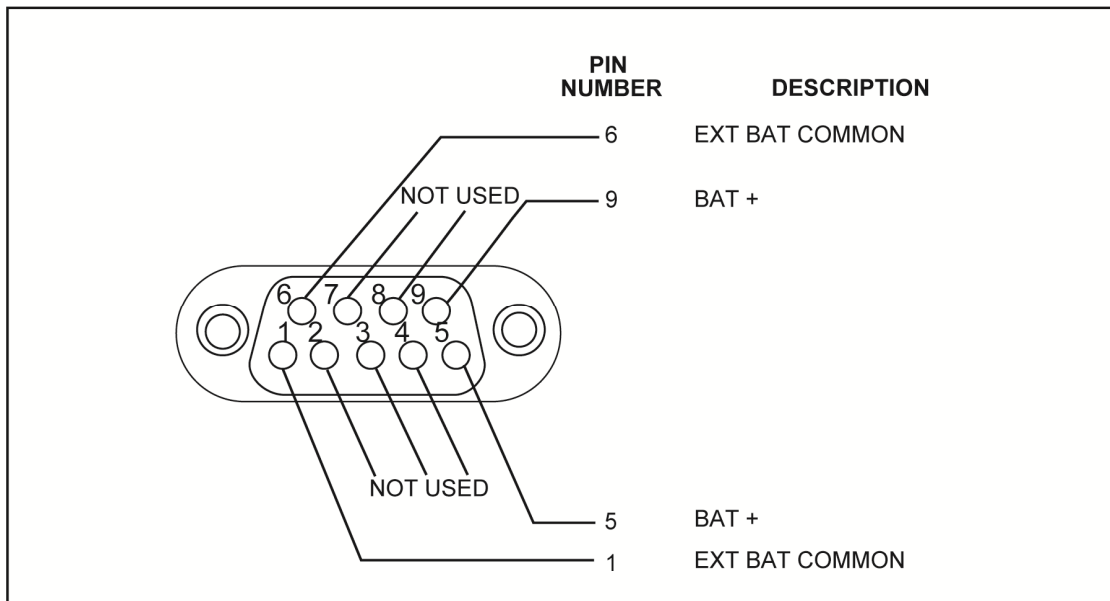 PIN
NUMBER DESCRIPTION
6 EXT BAT COMMON
NOT USED
9 BAT +
6 7 8 9
1 2 3 4 5
NOT USED
5 BAT +
1 EXT BAT COMMON